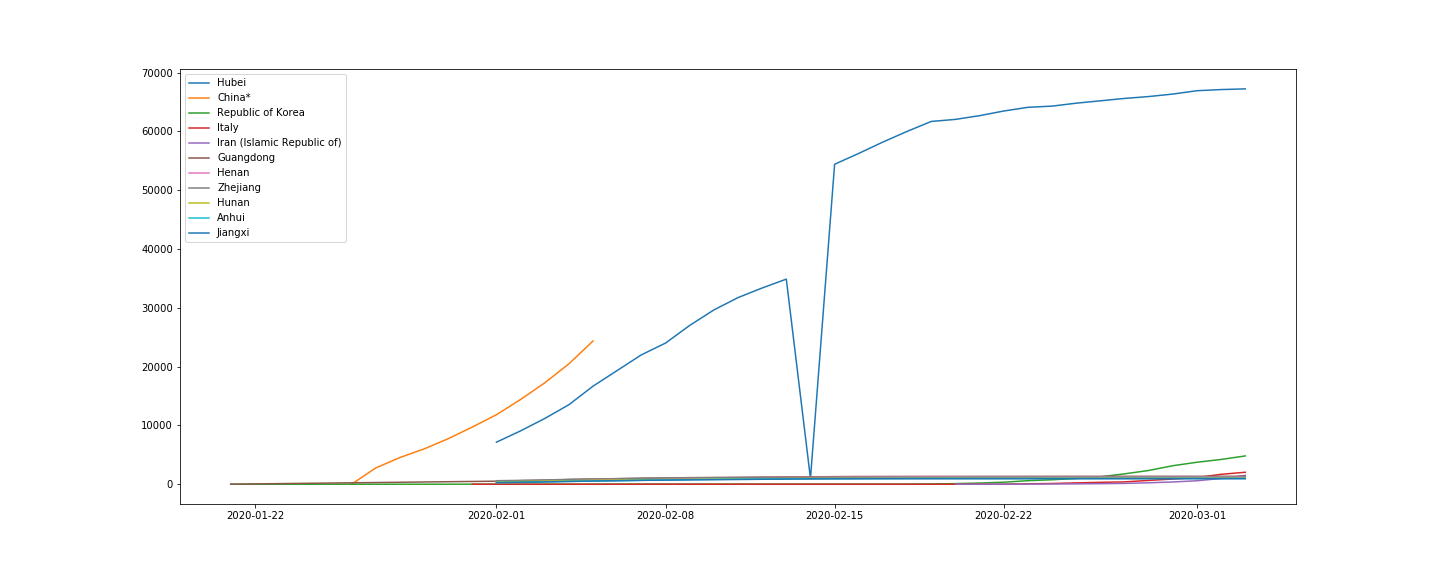 70000
60000
50000
40000
30000
20000
10000
0
Hubei
China*
Republic of Korea
Italy
Iran (Islamic Republic of)
Guangdong
Henan
Zhejiang
Hunan
Anhui
Jiangxi
2020-01-22
2020-02-01
2020-02-08
2020-02-15
2020-02-22
2020-03-01